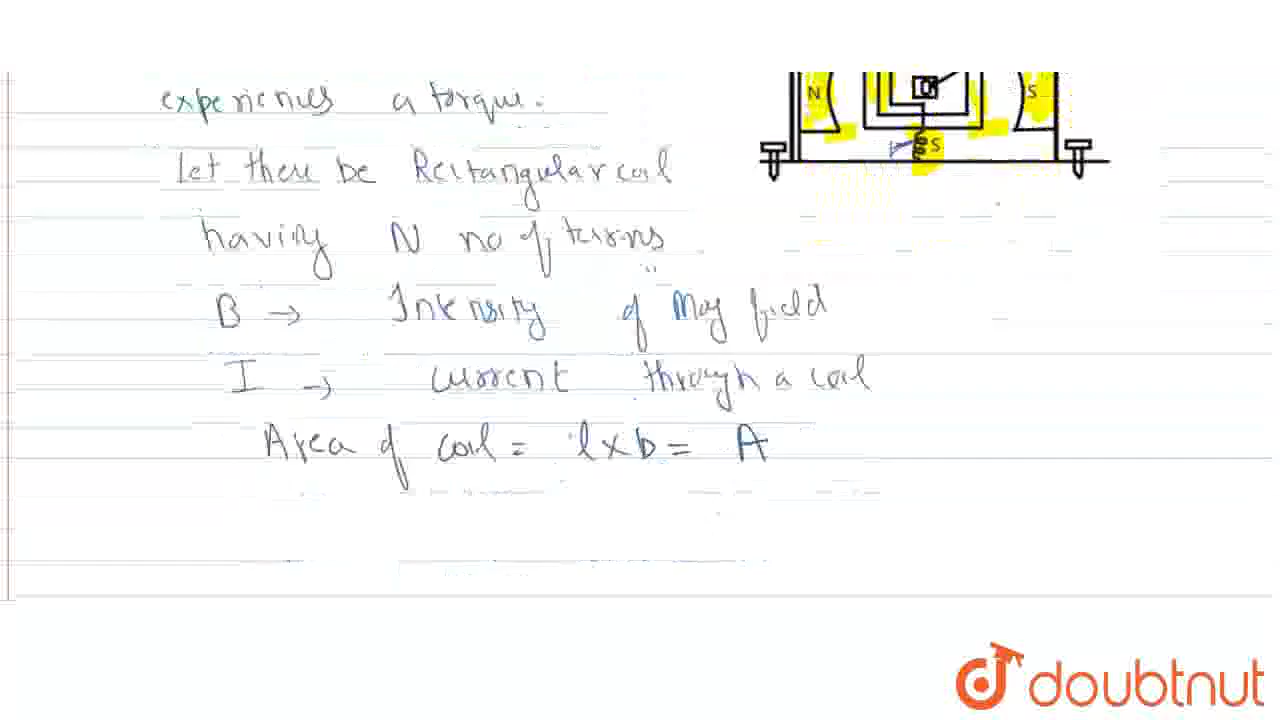 experiences a torque.
N
S
S
Let there be Rectangular coil
having N no of turns
B → Intensity of Mag field
I → current through a coil
Area of coil = l×b = A
doubtnut